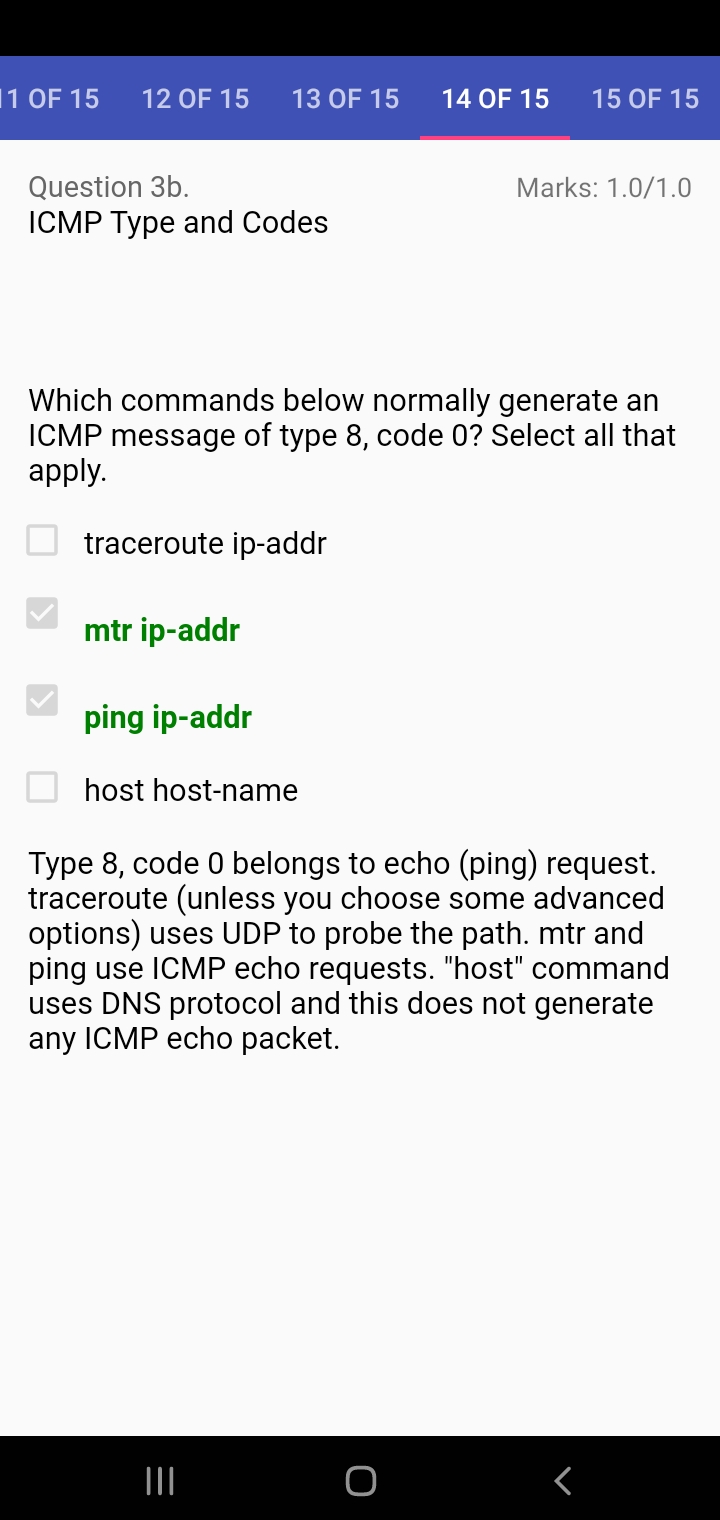 11 OF 15 12 OF 15 13 OF 15 14 OF 15 15 OF 15
Question 3b. Marks: 1.0/1.0
ICMP Type and Codes
Which commands below normally generate an
ICMP message of type 8, code 0? Select all that
apply.
traceroute ip-addr
mtr ip-addr
ping ip-addr
host host-name
Type 8, code 0 belongs to echo (ping) request.
traceroute (unless you choose some advanced
options) uses UDP to probe the path. mtr and
ping use ICMP echo requests. "host" command
uses DNS protocol and this does not generate
any ICMP echo packet.